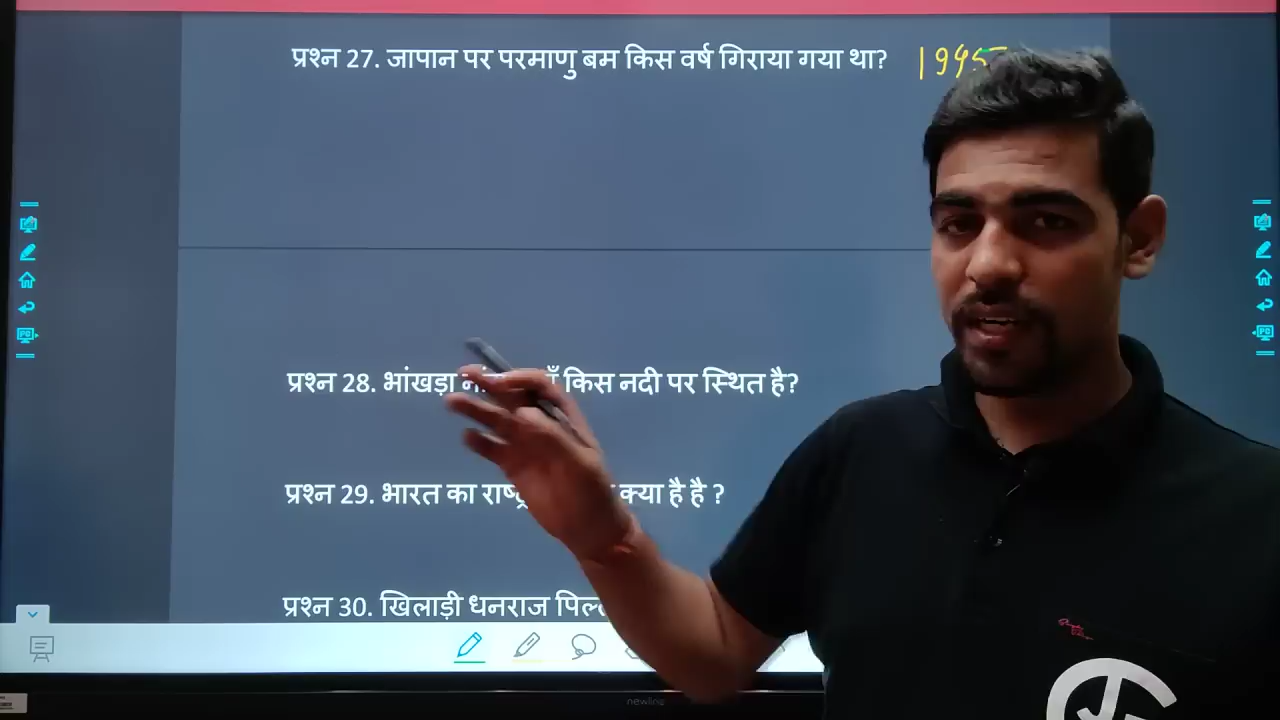 प्रश्न 27. जापान पर परमाणु बम किस वर्ष गिराया गया था? 1945
प्रश्न 28. भांखड़ा किस नदी पर स्थित है?
प्रश्न 29. भारत का क्या है है ?
प्रश्न 30. खिलाड़ी धनराज
newline